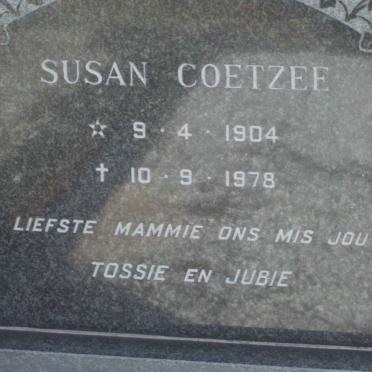 SUSAN COETZEE
☆ 9 · 4 · 1904
✝ 10 · 9 · 1978
LIEFSTE MAMMIE ONS MIS JOU
TOSSIE EN JUBIE